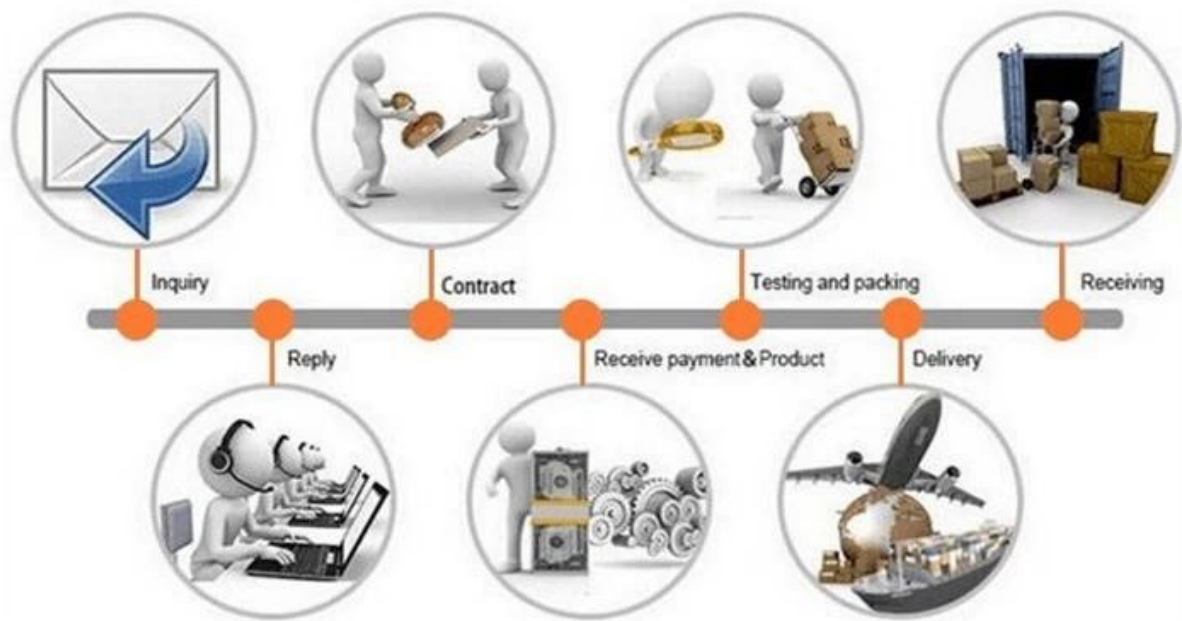 Inquiry
Reply
Contract
Receive payment&Product
Testing and packing
Delivery
Receiving